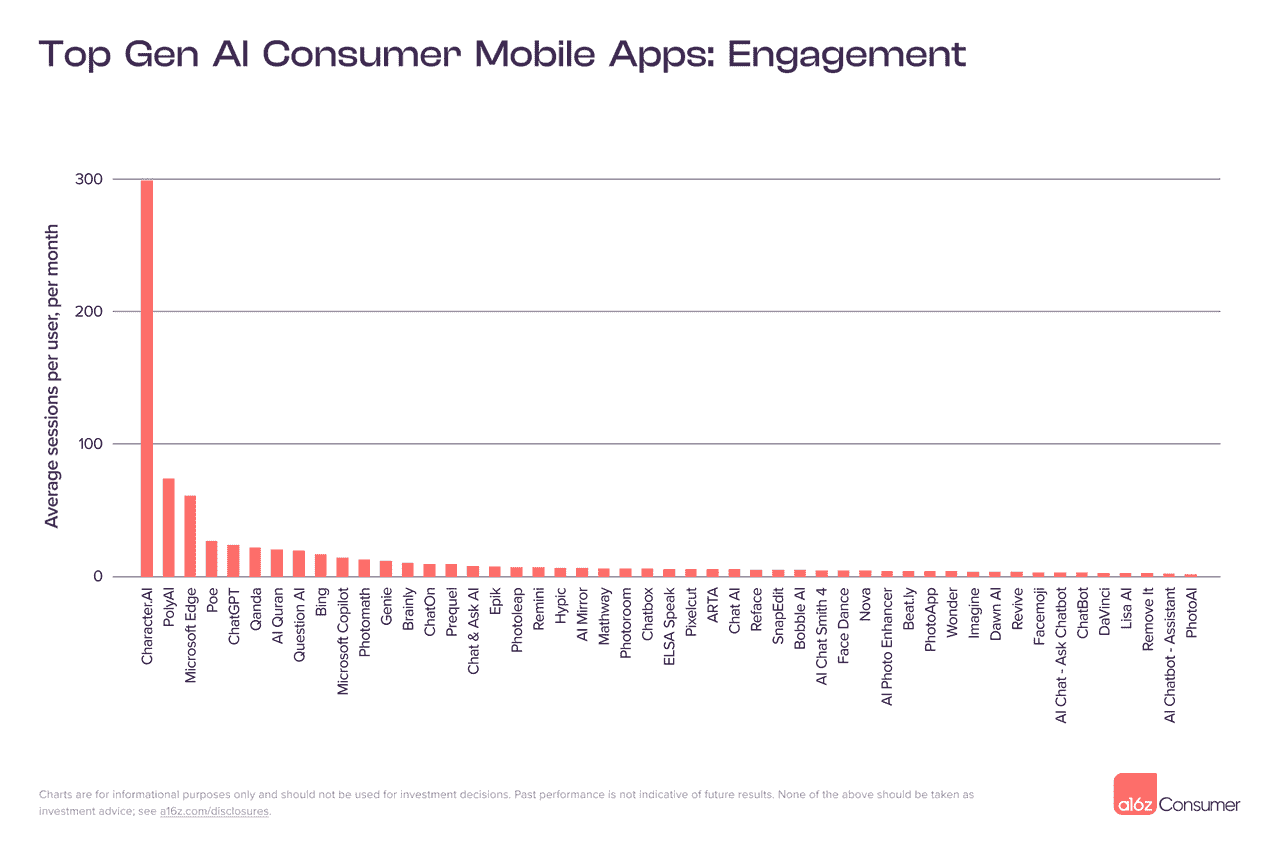 Top Gen AI Consumer Mobile Apps: Engagement
Average sessions per user, per month
300
200
100
0
Character.AI
PolyAI
Microsoft Edge
Poe
ChatGPT
Qanda
AI Quran
Question AI
Bing
Microsoft Copilot
Photomath
Genie
Brainly
ChatOn
Prequel
Chat & Ask AI
Epik
Photoleap
Remini
Hypic
AI Mirror
Mathway
Photoroom
Chatbox
ELSA Speak
Pixelcut
ARTA
Chat AI
Reface
SnapEdit
Bobble AI
AI Chat Smith 4
Face Dance
Nova
AI Photo Enhancer
Beat.ly
PhotoApp
Wonder
Imagine
Dawn AI
Revive
Facemoji
AI Chat - Ask Chatbot
ChatBot
DaVinci
Lisa AI
Remove It
AI Chatbot - Assistant
PhotoAI
Charts are for informational purposes only and should not be used for investment decisions. Past performance is not indicative of future results. None of the above should be taken as
investment advice; see a16z.com/disclosures.
a16z Consumer